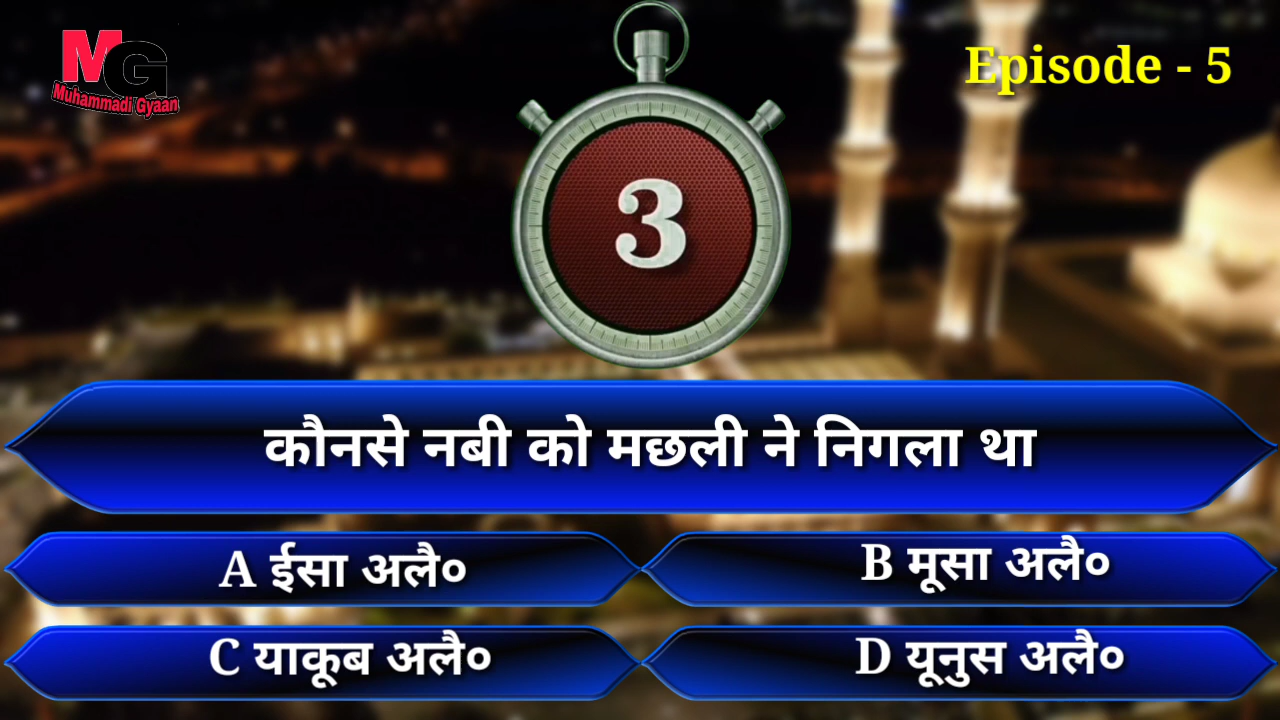 MG
Muhammadi Gyaan
Episode - 5
3
कौनसे नबी को मछली ने निगला था
A ईसा अलै०
B मूसा अलै०
C याकूब अलै०
D यूनुस अलै०